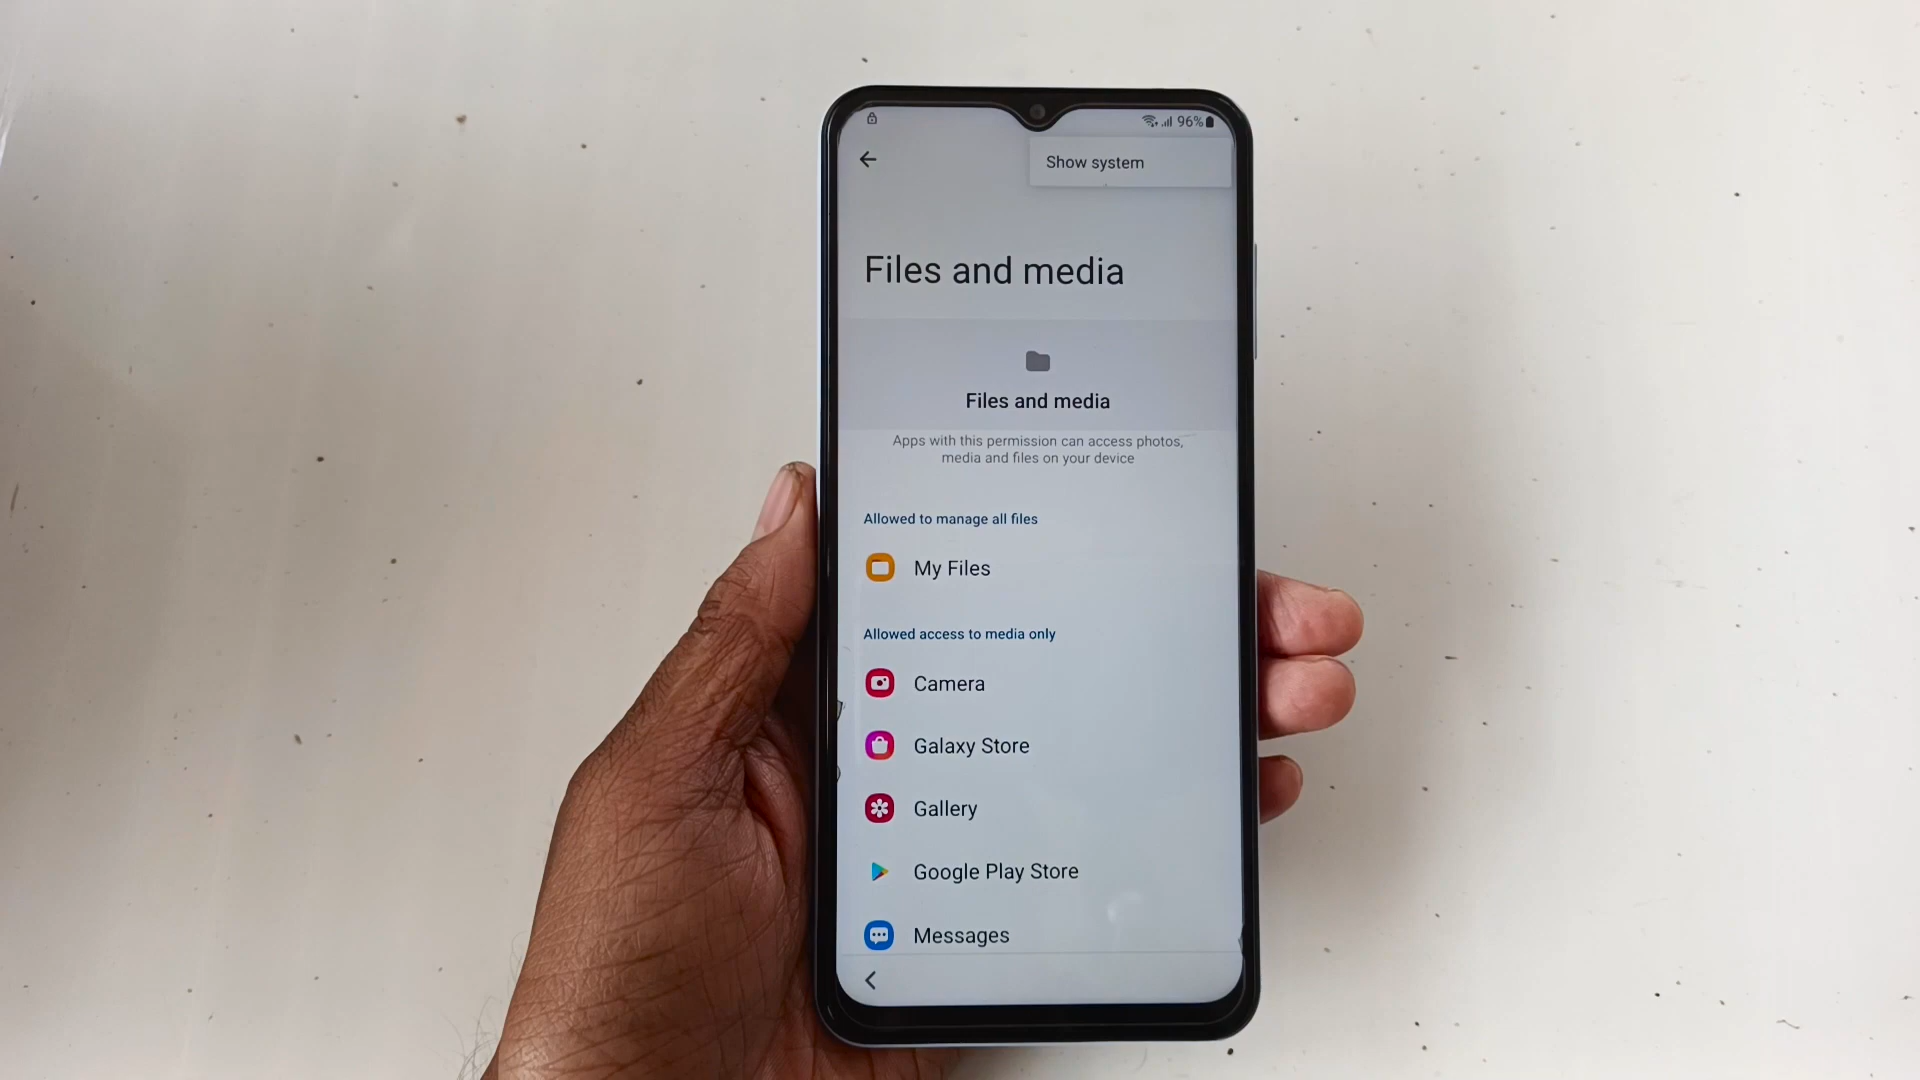 96%
Show system
Files and media
Files and media
Apps with this permission can access photos,
media and files on your device
Allowed to manage all files
My Files
Allowed access to media only
Camera
Galaxy Store
Gallery
Google Play Store
Messages